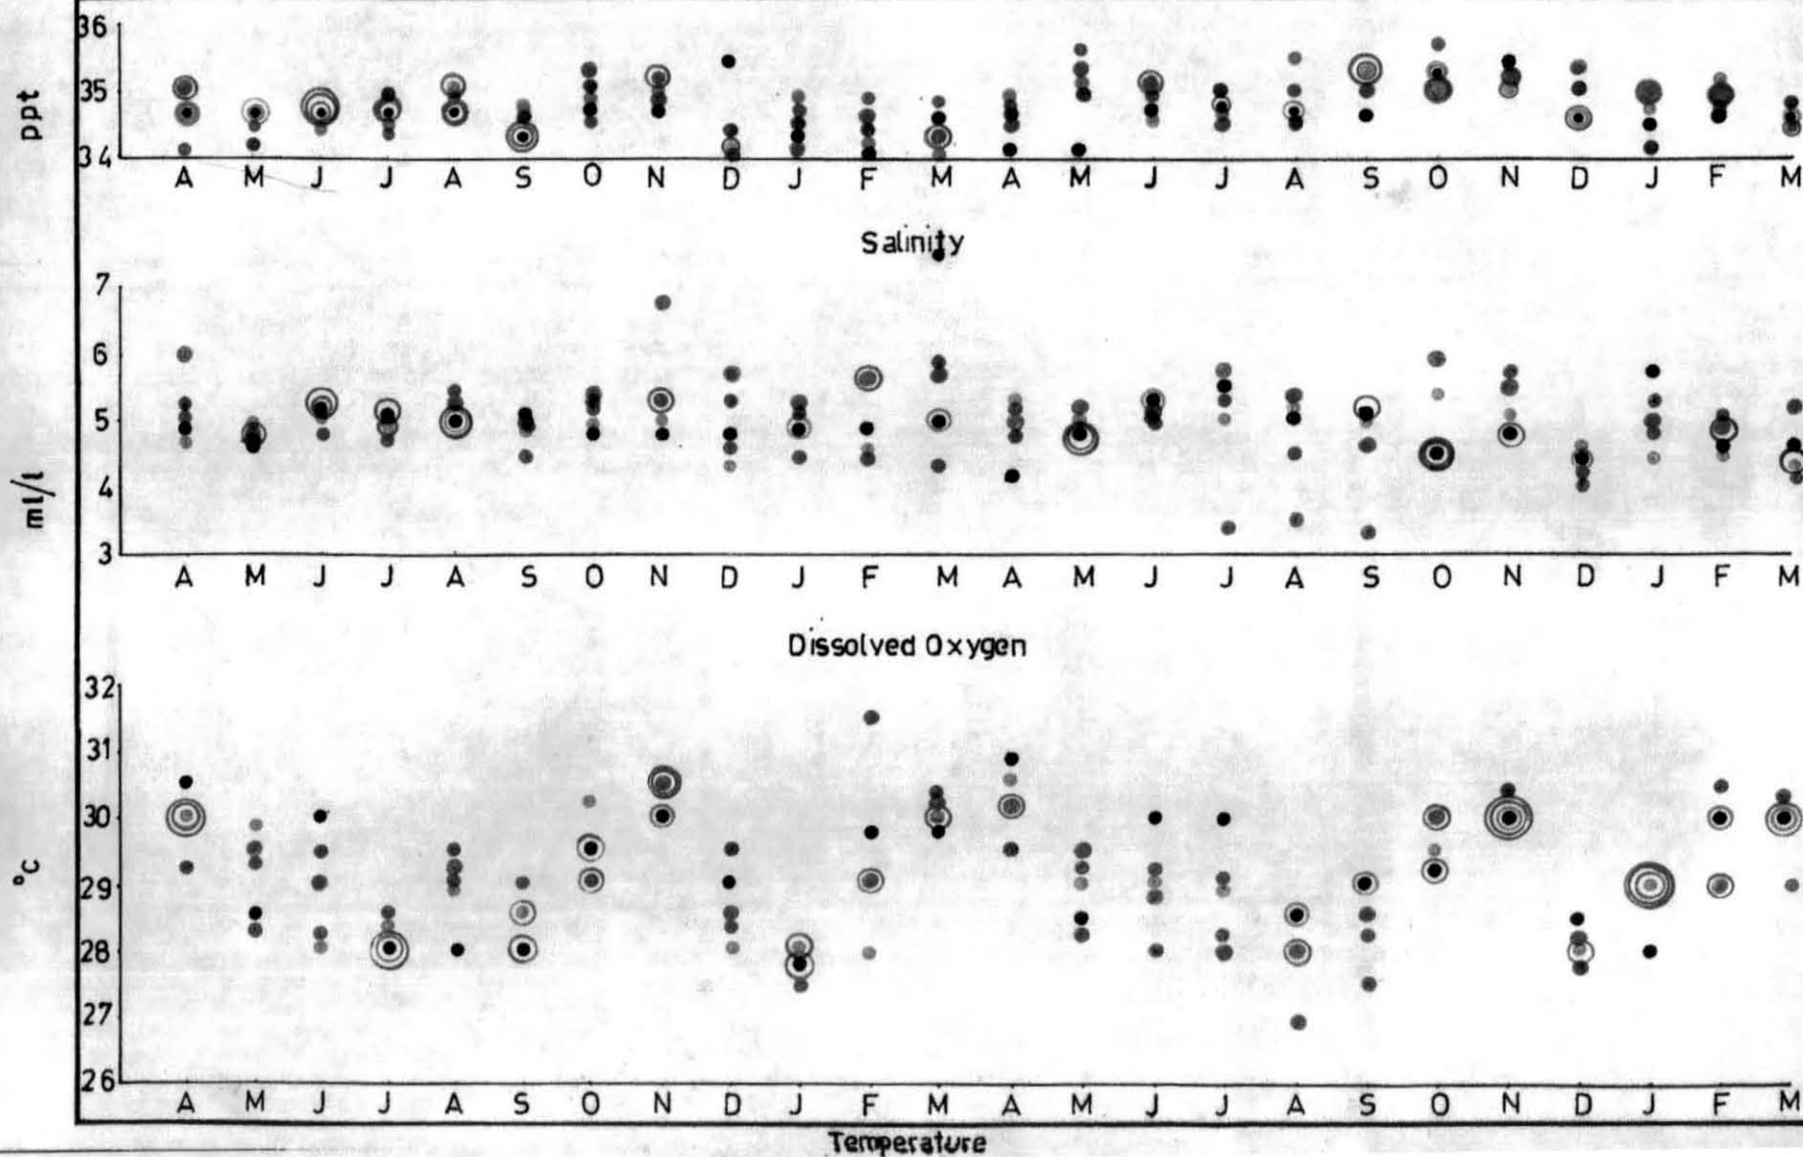 36
35
34
ppt
A M J J A S O N D J F M A M J J A S O N D J F M
Salinity
7
6
5
4
3
ml/l
A M J J A S O N D J F M A M J J A S O N D J F M
Dissolved Oxygen
32
31
30
29
28
27
26
°C
A M J J A S O N D J F M A M J J A S O N D J F M
Temperature